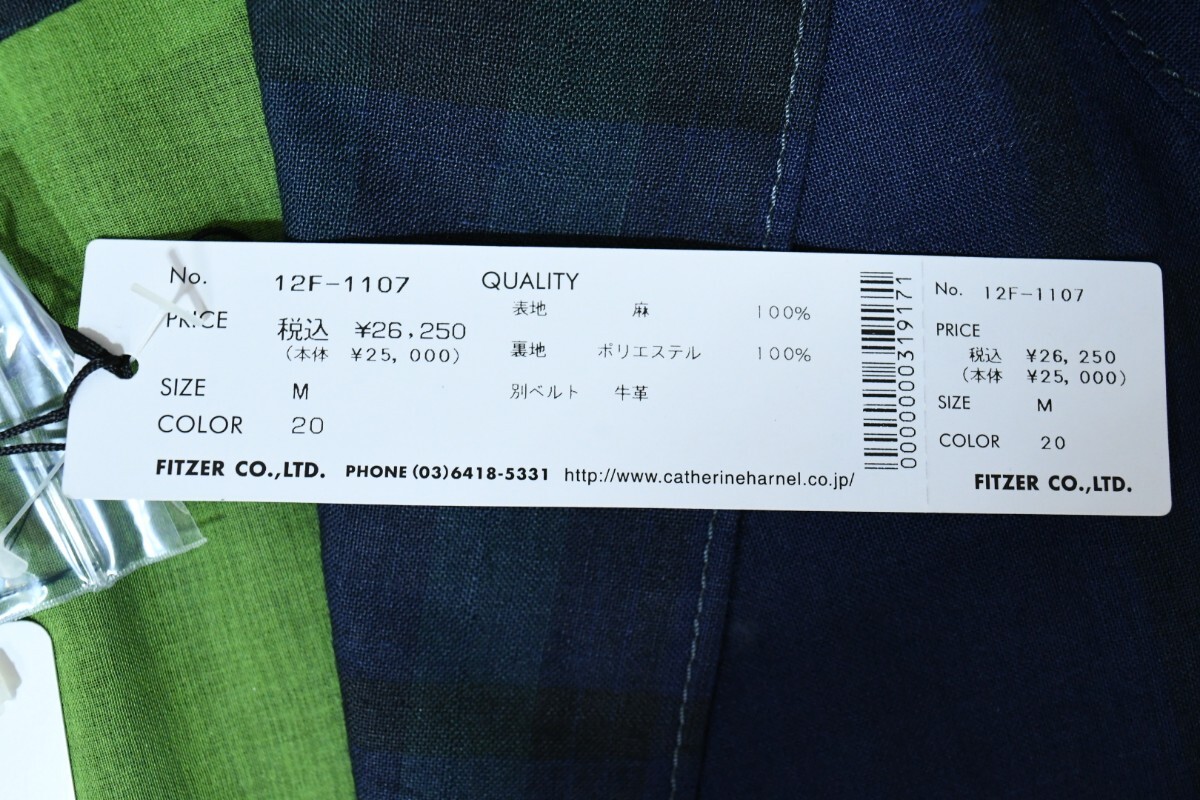 No. 12F-1107
PRICE 税込 ¥26,250
(本体 ¥25,000)
SIZE M
COLOR 20
QUALITY
表地 麻 100%
裏地 ポリエステル 100%
別ベルト 牛革
FITZER CO.,LTD. PHONE (03)6418-5331 http://www.catherineharnel.co.jp/
0000000319171
No. 12F-1107
PRICE
税込 ¥26,250
(本体 ¥25,000)
SIZE M
COLOR 20
FITZER CO.,LTD.